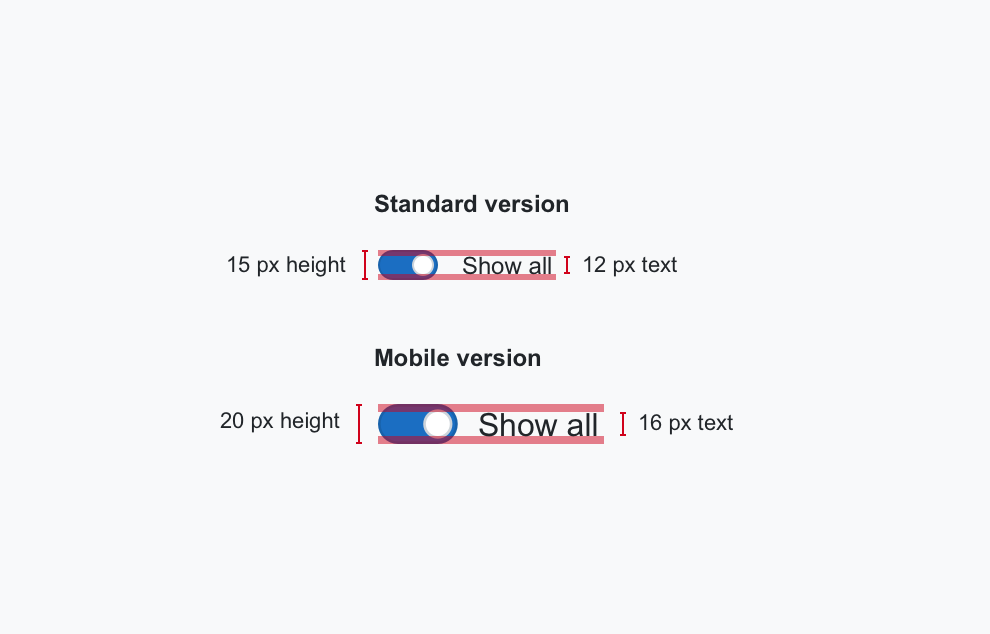 Standard version
15 px height
Show all
12 px text
Mobile version
20 px height
Show all
16 px text